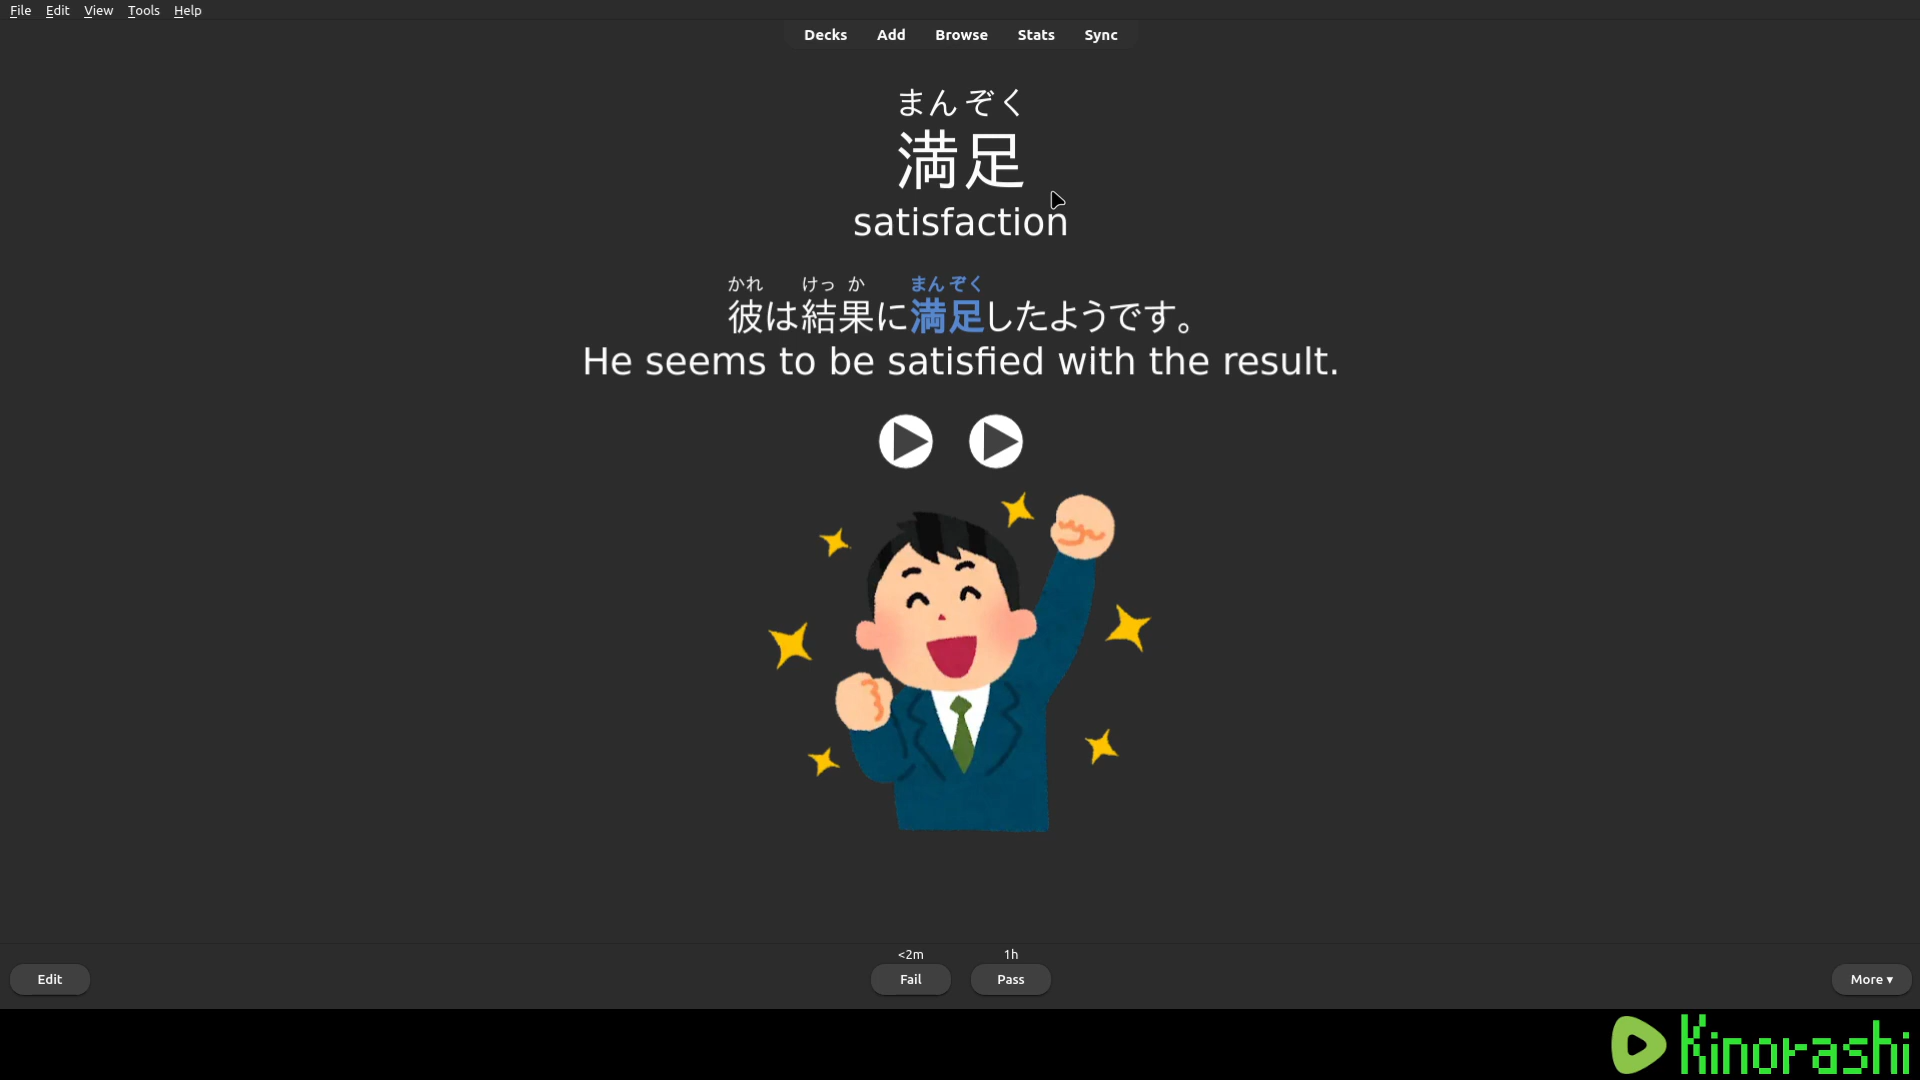 File Edit View Tools Help
Decks Add Browse Stats Sync
まんぞく
満足
satisfaction
かれ けっ か まん ぞく
彼は結果に満足したようです。
He seems to be satisfied with the result.
<2m 1h
Edit Fail Pass More ▾
Kinorashi